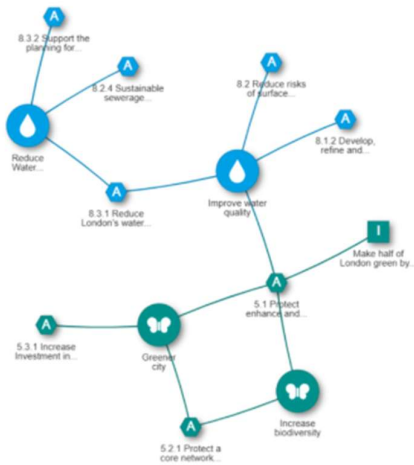 A
8.3.2 Support the
planning for...
A
8.2.4 Sustainable
sewerage...
A
8.2 Reduce risks
of surface...
A
8.1.2 Develop,
refine and...
Reduce
Water...
A
8.3.1 Reduce
London's water...
Improve water
quality
I
Make half of
London green by...
A
5.1 Protect
enhance and...
A
5.3.1 Increase
Investment in...
Greener
city
Increase
biodiversity
A
5.2.1 Protect a
core network...